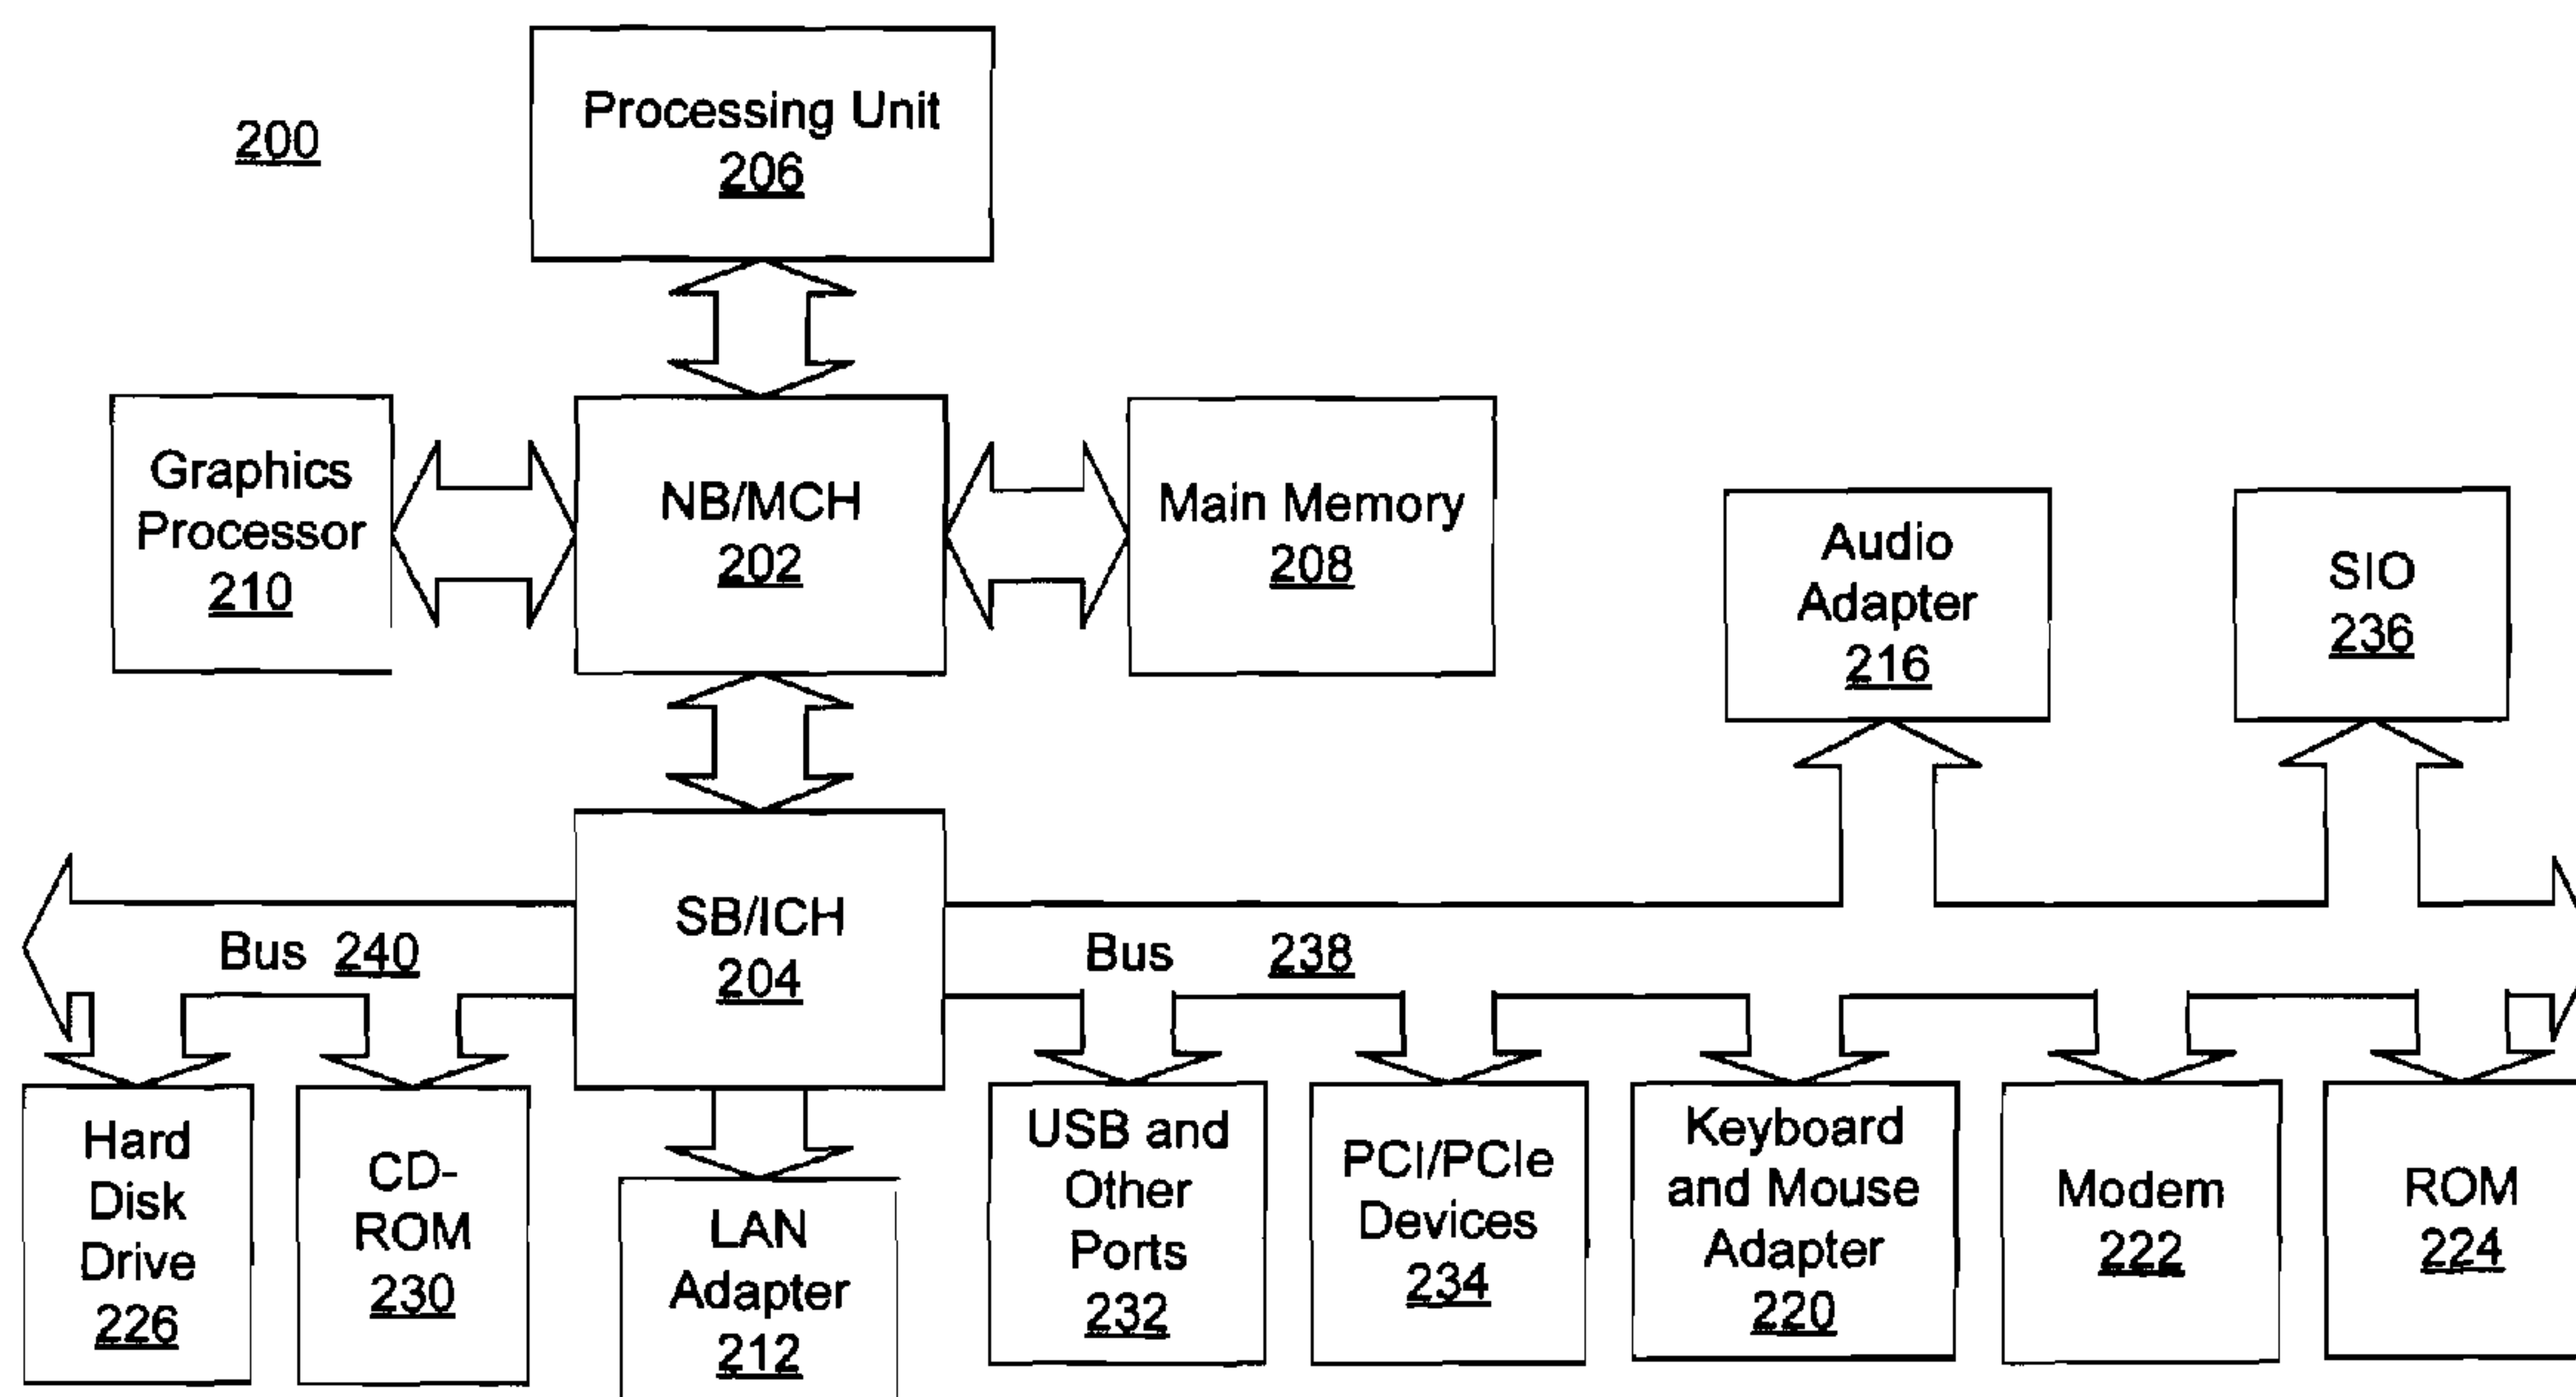 200
Processing Unit
206
Graphics
Processor
210
NB/MCH
202
Main Memory
208
Audio
Adapter
216
SIO
236
Bus 240
SB/ICH
204
Bus 238
Hard
Disk
Drive
226
CD-
ROM
230
LAN
Adapter
212
USB and
Other
Ports
232
PCI/PCIe
Devices
234
Keyboard
and Mouse
Adapter
220
Modem
222
ROM
224